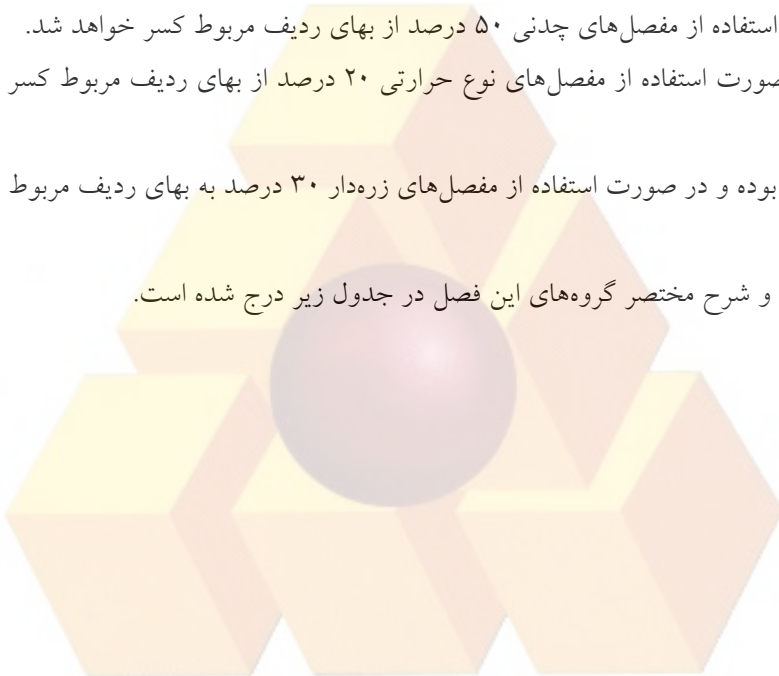 استفاده از مفصل‌های چدنی ۵۰ درصد از بهای ردیف مربوط کسر خواهد شد.
صورت استفاده از مفصل‌های نوع حرارتی ۲۰ درصد از بهای ردیف مربوط کسر
بوده و در صورت استفاده از مفصل‌های زره‌دار ۳۰ درصد به بهای ردیف مربوط
و شرح مختصر گروه‌های این فصل در جدول زیر درج شده است.